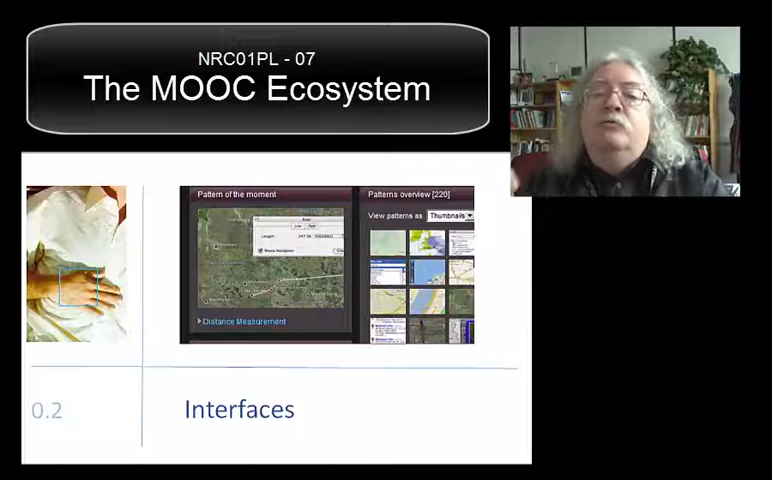 NRC01PL - 07
The MOOC Ecosystem
Pattern of the moment
Patterns overview [220]
View patterns as
Thumbnails
Distance Measurement
0.2
Interfaces